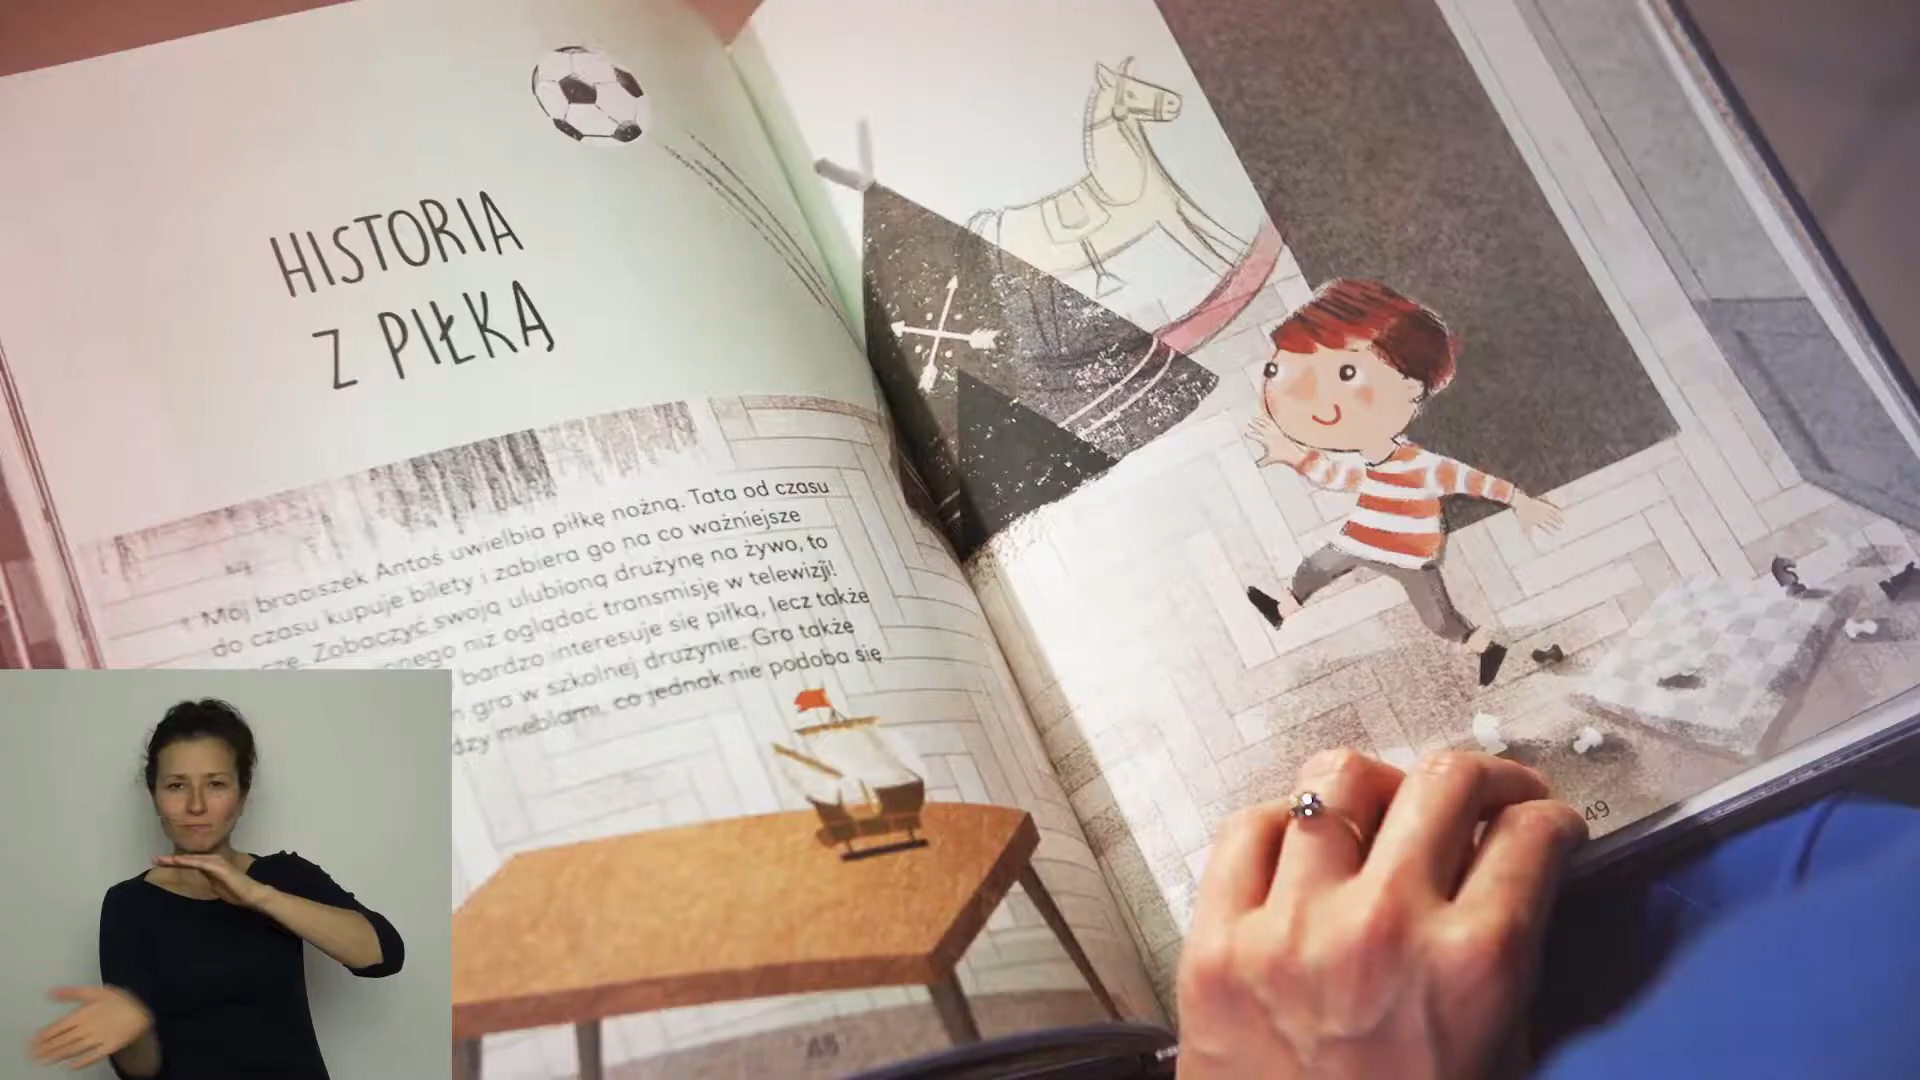 HISTORIA
Z PIŁKĄ
Mój braciszek Antoś uwielbia piłkę nożną. Tata od czasu
do czasu kupuje bilety i zabiera go na co ważniejsze
Zobaczyć swoją ulubioną drużynę na żywo, to
niż oglądać transmisję w telewizji!
bardzo interesuje się piłką, lecz także
gra w szkolnej drużynie. Gra także
meblami, co jednak nie podoba się
49